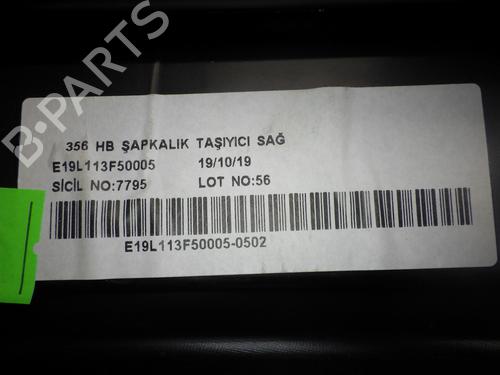 B-PARTS
356 HB ŞAPKALIK TAŞIYICI SAĞ
E19L113F50005 19/10/19
SİCİL NO:7795 LOT NO:56
E19L113F50005-0502